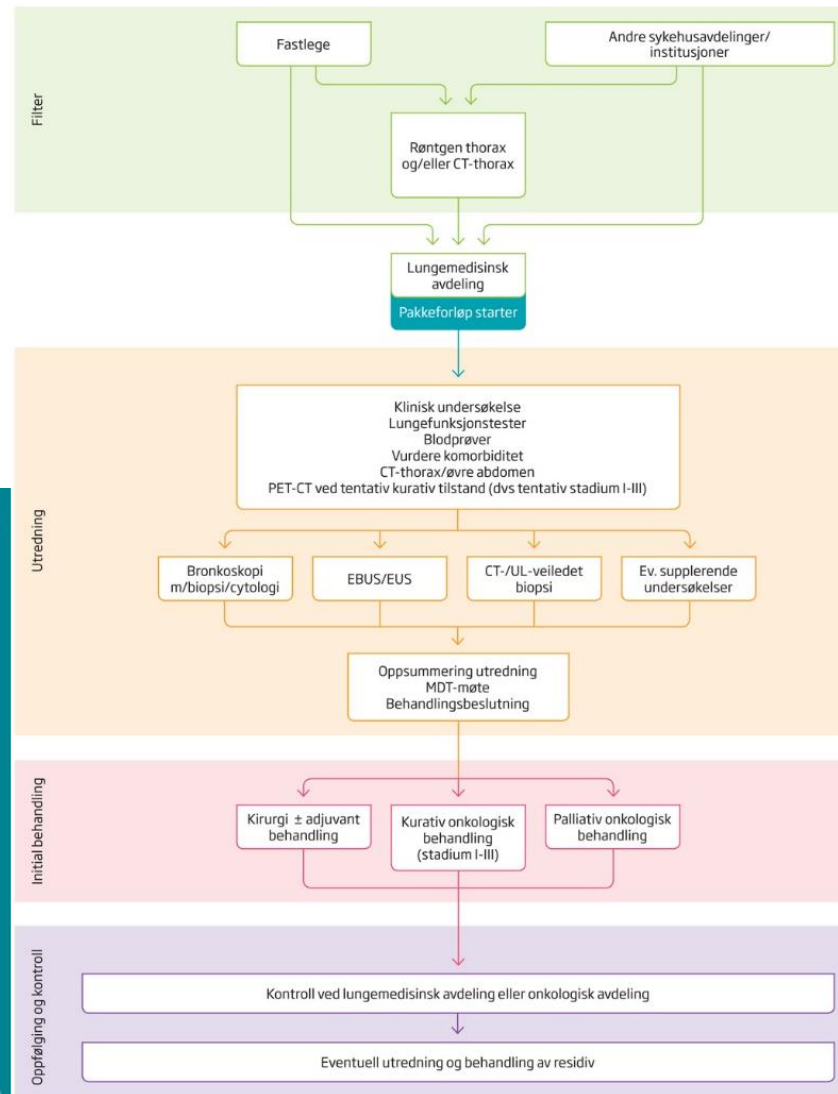 Filter
Fastlege
Andre sykehusavdelinger/
institusjoner
Røntgen thorax
og/eller CT-thorax
Lungemedisinsk
avdeling
Pakkeforløp starter
Utredning
Klinisk undersøkelse
Lungefunksjonstester
Blodprøver
Vurdere komorbiditet
CT-thorax/øvre abdomen
PET-CT ved tentativ kurativ tilstand (dvs tentativ stadium I-III)
Bronkoskopi
m/biopsi/cytologi
EBUS/EUS
CT-/UL-veiledet
biopsi
Ev. supplerende
undersøkelser
Oppsummering utredning
MDT-møte
Behandlingsbeslutning
Initial behandling
Kirurgi ± adjuvant
behandling
Kurativ onkologisk
behandling
(stadium I-III)
Palliativ onkologisk
behandling
Oppfølging og kontroll
Kontroll ved lungemedisinsk avdeling eller onkologisk avdeling
Eventuell utredning og behandling av residiv